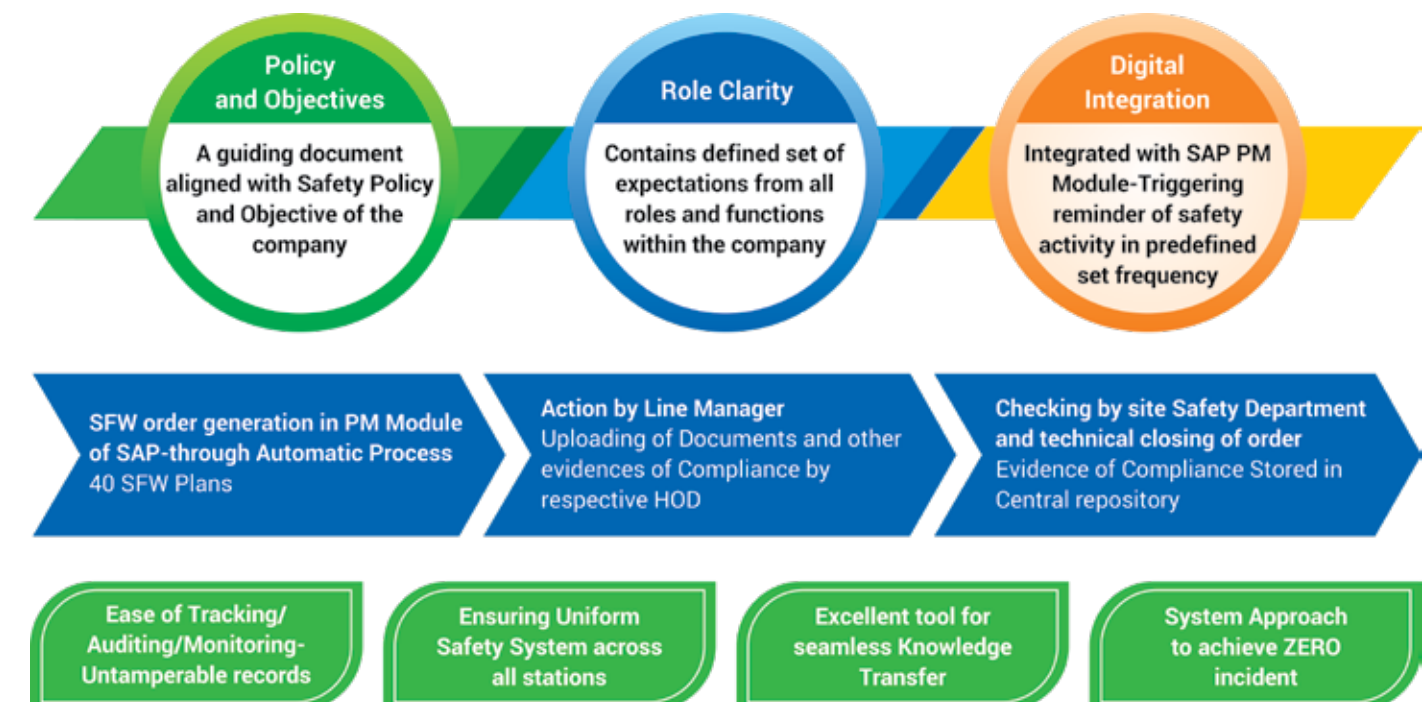 Policy
and Objectives
A guiding document
aligned with Safety Policy
and Objective of the
company
Role Clarity
Contains defined set of
expectations from all
roles and functions
within the company
Digital
Integration
Integrated with SAP PM
Module-Triggering
reminder of safety
activity in predefined
set frequency
SFW order generation in PM Module
of SAP-through Automatic Process
40 SFW Plans
Action by Line Manager
Uploading of Documents and other
evidences of Compliance by
respective HOD
Checking by site Safety Department
and technical closing of order
Evidence of Compliance Stored in
Central repository
Ease of Tracking/
Auditing/Monitoring-
Untamperable records
Ensuring Uniform
Safety System across
all stations
Excellent tool for
seamless Knowledge
Transfer
System Approach
to achieve ZERO
incident